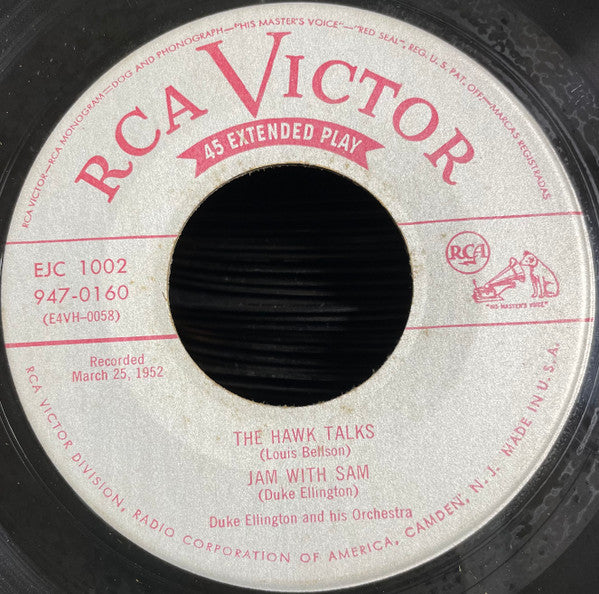 RCA VICTOR—RCA MONOGRAM—DOG AND PHONOGRAPH—"HIS MASTER'S VOICE"—"RED SEAL", REG. U. S. PAT. OFF.—MARCAS REGISTRADAS
RCA VICTOR
45 EXTENDED PLAY
EJC 1002
947-0160
(E4VH-0058)
RCA
"HIS MASTER'S VOICE"
Recorded
March 25, 1952
THE HAWK TALKS
(Louis Bellson)
JAM WITH SAM
(Duke Ellington)
Duke Ellington and his Orchestra
RCA VICTOR DIVISION, RADIO CORPORATION OF AMERICA, CAMDEN, N. J. MADE IN U. S. A.